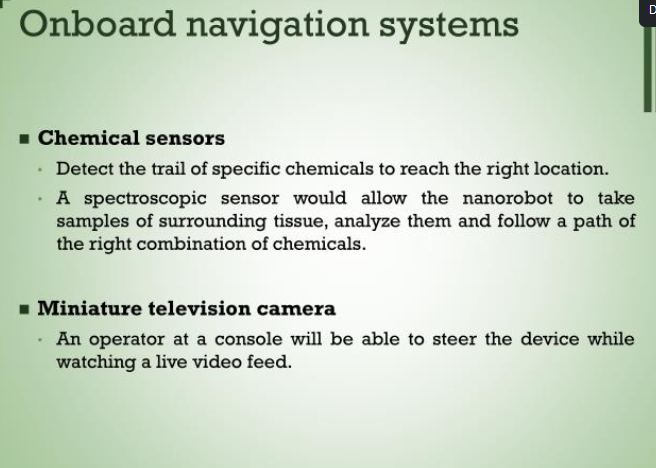 Onboard navigation systems
Chemical sensors
Detect the trail of specific chemicals to reach the right location.
A spectroscopic sensor would allow the nanorobot to take
samples of surrounding tissue, analyze them and follow a path of
the right combination of chemicals.
Miniature television camera
An operator at a console will be able to steer the device while
watching a live video feed.